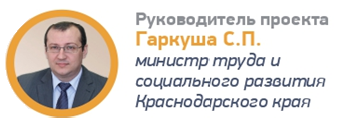 Руководитель проекта
Гаркуша С.П.
министр труда и
социального развития
Краснодарского края